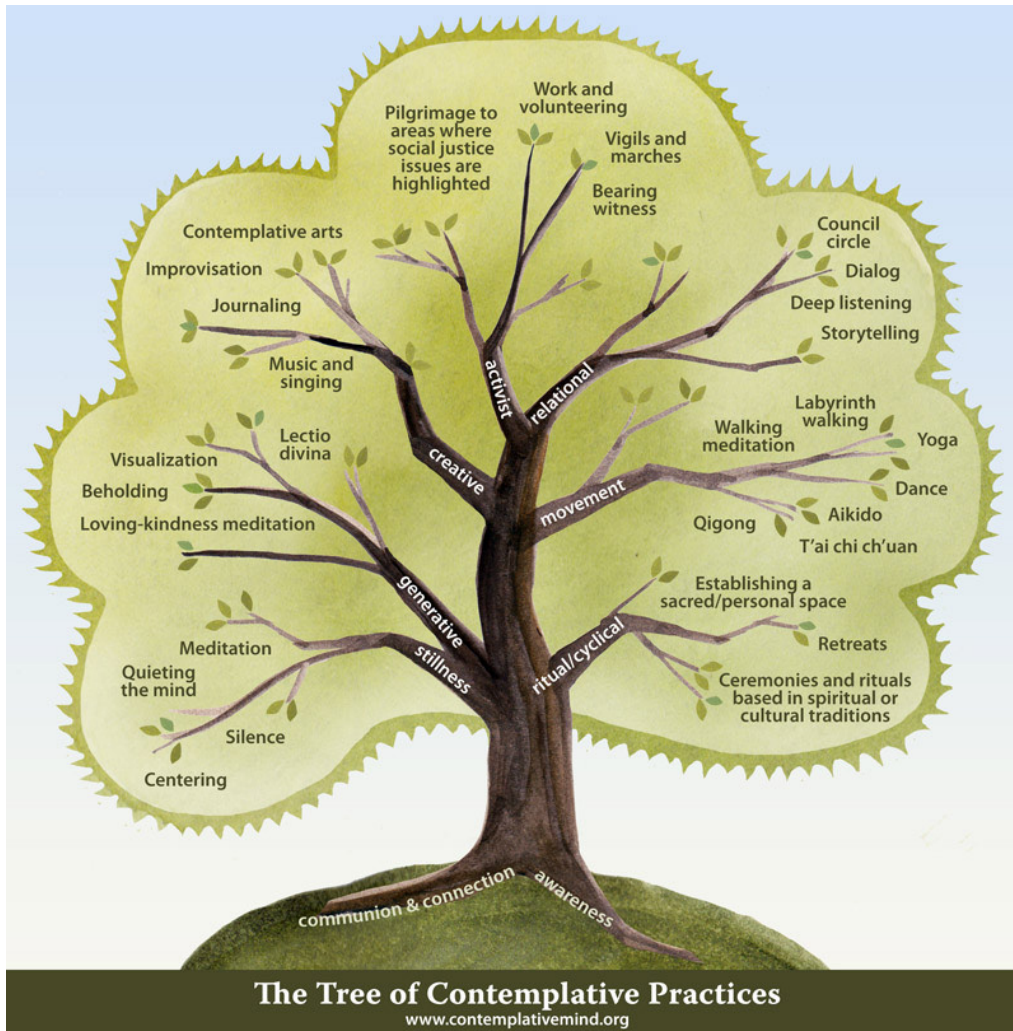 Work and
volunteering
Pilgrimage to
areas where
social justice
issues are
highlighted
Vigils and
marches
Bearing
witness
Council
circle
Dialog
Deep listening
Storytelling
Contemplative arts
Improvisation
Journaling
Music and
singing
activist
relational
Lectio
divina
Visualization
Beholding
Loving-kindness meditation
creative
movement
Walking
meditation
Labyrinth
walking
Yoga
Dance
Aikido
Qigong
T'ai chi ch'uan
generative
stillness
ritual/cyclical
Establishing a
sacred/personal space
Retreats
Ceremonies and rituals
based in spiritual or
cultural traditions
Meditation
Quieting
the mind
Silence
Centering
communion & connection
awareness
The Tree of Contemplative Practices
www.contemplativemind.org